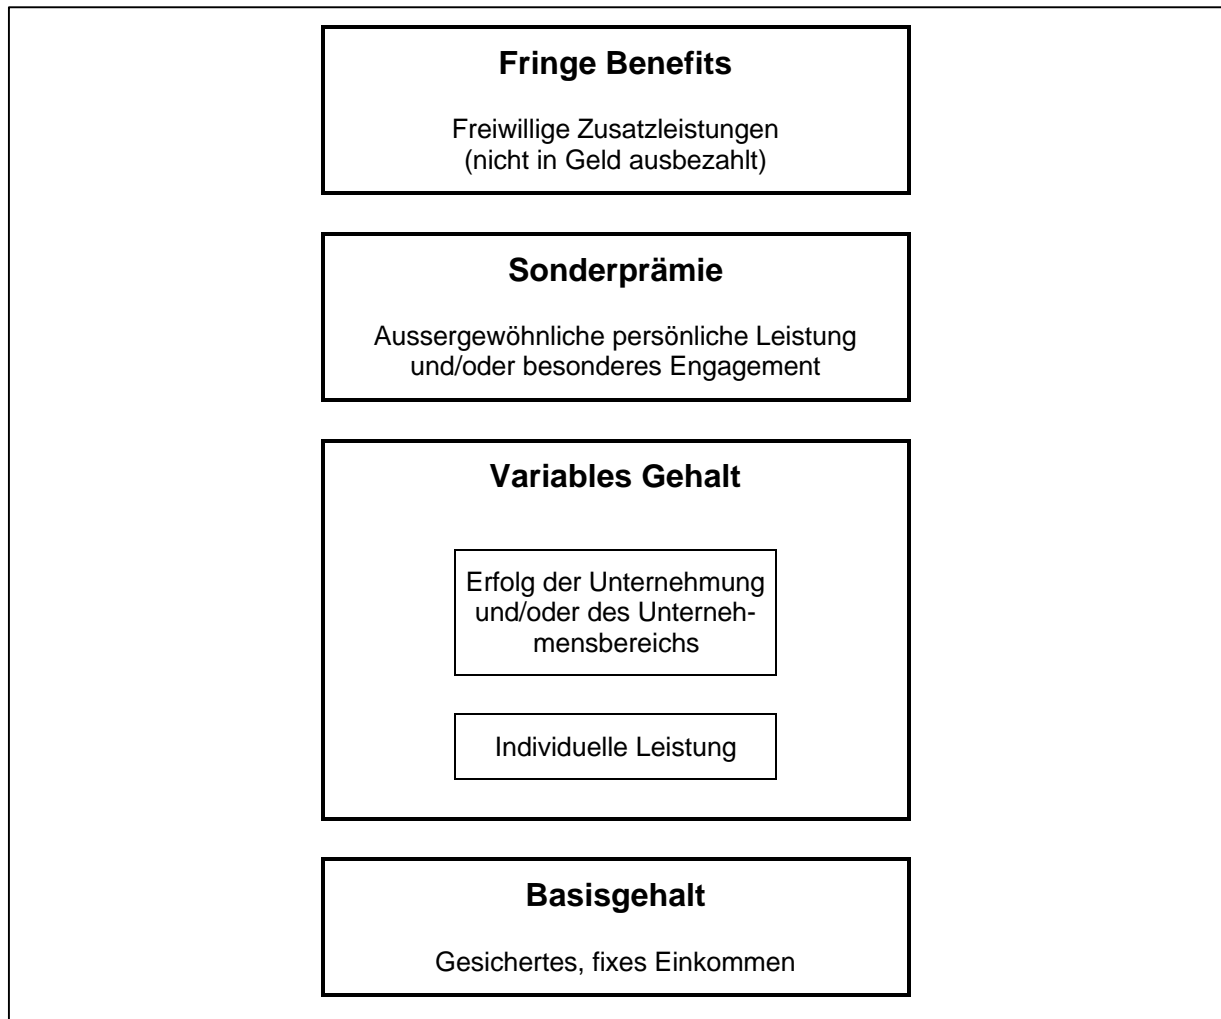 Fringe Benefits
Freiwillige Zusatzleistungen
(nicht in Geld ausbezahlt)
Sonderprämie
Aussergewöhnliche persönliche Leistung
und/oder besonderes Engagement
Variables Gehalt
Erfolg der Unternehmung
und/oder des Unterneh-
mensbereichs
Individuelle Leistung
Basisgehalt
Gesichertes, fixes Einkommen